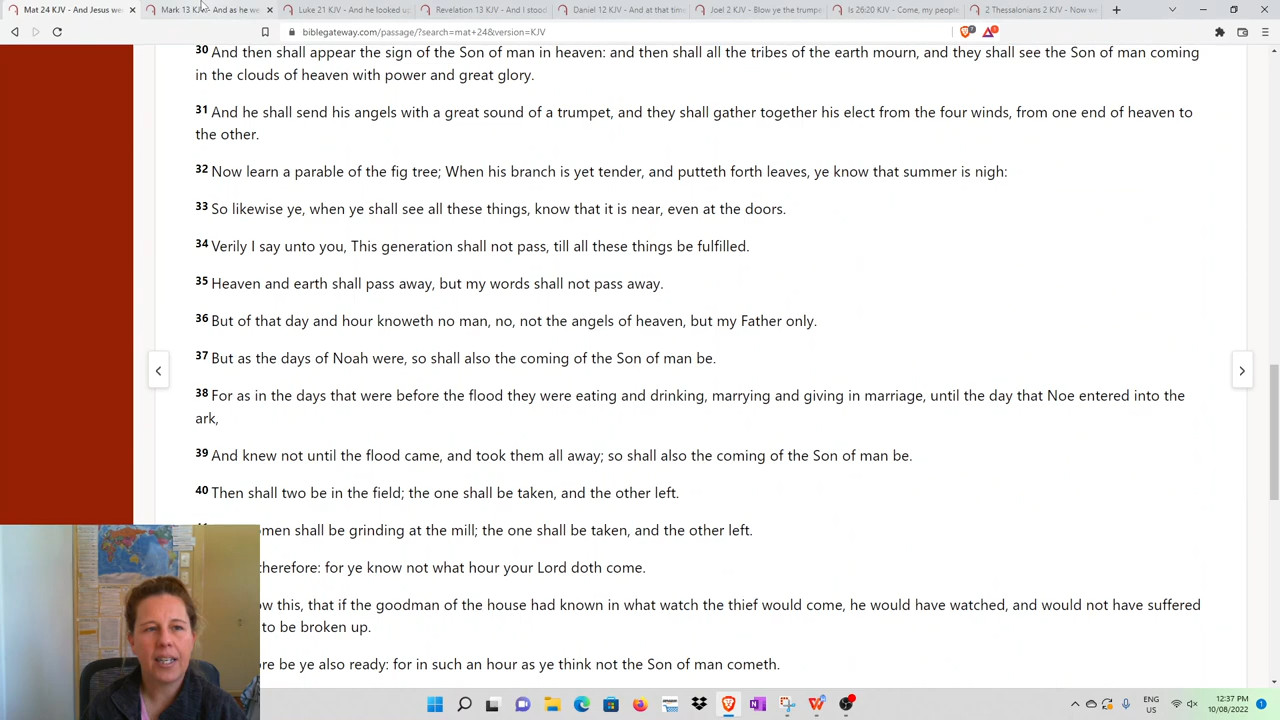 Mat 24 KJV - And Jesus we
Mark 13 KJV - And as he we
Luke 21 KJV - And he looked up
Revelation 13 KJV - And I stood
Daniel 12 KJV - And at that time
Joel 2 KJV - Blow ye the trumpe
Is 26:20 KJV - Come, my people
2 Thessalonians 2 KJV - Now w
biblegateway.com/passage/?search=mat+24&version=KJV
30 And then shall appear the sign of the Son of man in heaven: and then shall all the tribes of the earth mourn, and they shall see the Son of man coming
in the clouds of heaven with power and great glory.
31 And he shall send his angels with a great sound of a trumpet, and they shall gather together his elect from the four winds, from one end of heaven to
the other.
32 Now learn a parable of the fig tree; When his branch is yet tender, and putteth forth leaves, ye know that summer is nigh:
33 So likewise ye, when ye shall see all these things, know that it is near, even at the doors.
34 Verily I say unto you, This generation shall not pass, till all these things be fulfilled.
35 Heaven and earth shall pass away, but my words shall not pass away.
36 But of that day and hour knoweth no man, no, not the angels of heaven, but my Father only.
37 But as the days of Noah were, so shall also the coming of the Son of man be.
38 For as in the days that were before the flood they were eating and drinking, marrying and giving in marriage, until the day that Noe entered into the
ark,
39 And knew not until the flood came, and took them all away; so shall also the coming of the Son of man be.
40 Then shall two be in the field; the one shall be taken, and the other left.
omen shall be grinding at the mill; the one shall be taken, and the other left.
herefore: for ye know not what hour your Lord doth come.
ow this, that if the goodman of the house had known in what watch the thief would come, he would have watched, and would not have suffered
to be broken up.
ore be ye also ready: for in such an hour as ye think not the Son of man cometh.
ENG
US
12:37 PM
10/08/2022